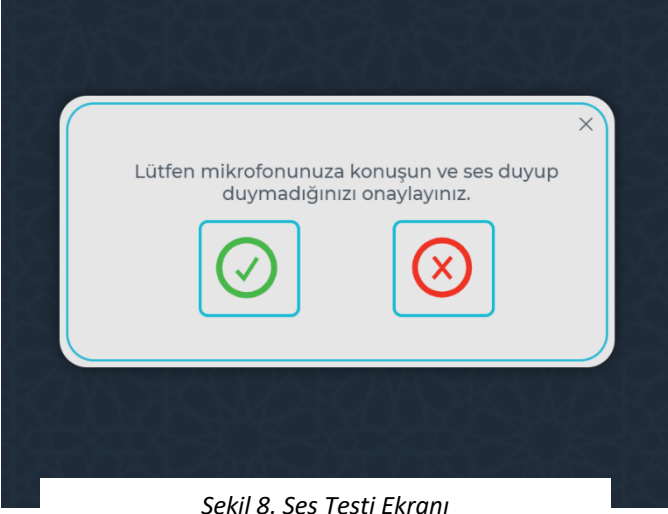 Lütfen mikrofonunuza konuşun ve ses duyup
duymadığınızı onaylayınız.
Şekil 8. Ses Testi Ekranı